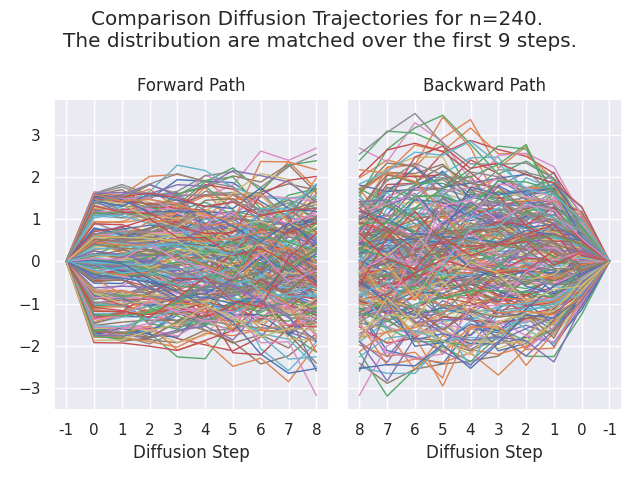 Comparison Diffusion Trajectories for n=240.
The distribution are matched over the first 9 steps.
Forward Path
Backward Path
3
2
1
0
−1
−2
−3
-1 0 1 2 3 4 5 6 7 8
8 7 6 5 4 3 2 1 0 -1
Diffusion Step
Diffusion Step